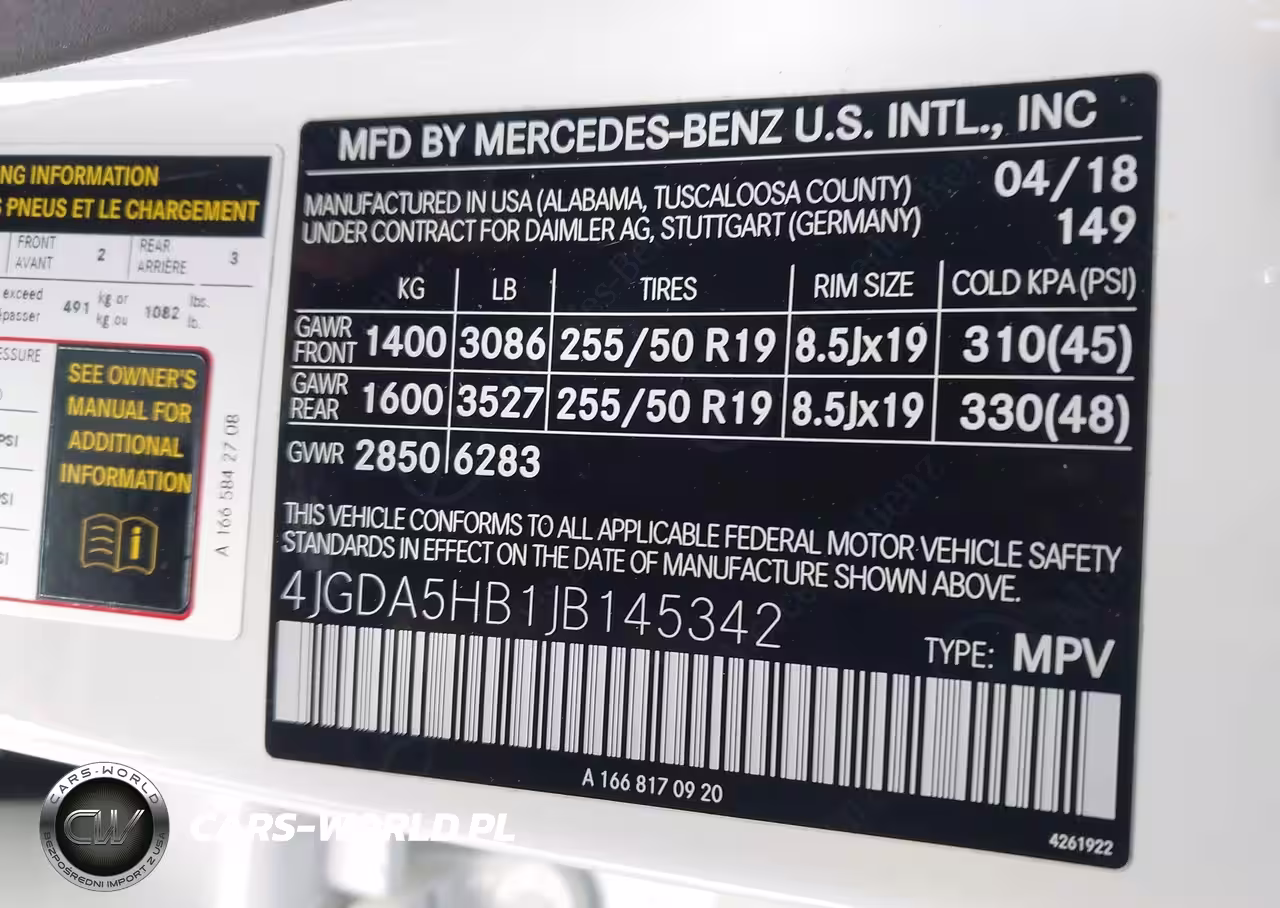 MFD BY MERCEDES-BENZ U.S. INTL., INC
MANUFACTURED IN USA (ALABAMA, TUSCALOOSA COUNTY) 04/18
UNDER CONTRACT FOR DAIMLER AG, STUTTGART (GERMANY) 149
KG LB TIRES RIM SIZE COLD KPA (PSI)
GAWR FRONT 1400 3086 255/50 R19 8.5Jx19 310(45)
GAWR REAR 1600 3527 255/50 R19 8.5Jx19 330(48)
GVWR 2850 6283
THIS VEHICLE CONFORMS TO ALL APPLICABLE FEDERAL MOTOR VEHICLE SAFETY
STANDARDS IN EFFECT ON THE DATE OF MANUFACTURE SHOWN ABOVE.
4JGDA5HB1JB145342
TYPE: MPV
A 166 817 09 20
4261922
NG INFORMATION
S PNEUS ET LE CHARGEMENT
FRONT AVANT 2 REAR ARRIÈRE 3
exceed 491 kg or 1082 lbs.
passer kg ou lb.
ESSURE
PSI
PSI
SI
SEE OWNER'S
MANUAL FOR
ADDITIONAL
INFORMATION
A 166 584 27 08
CARS-WORLD
CW
BEZPOŚREDNI IMPORT Z USA
CARS-WORLD.PL